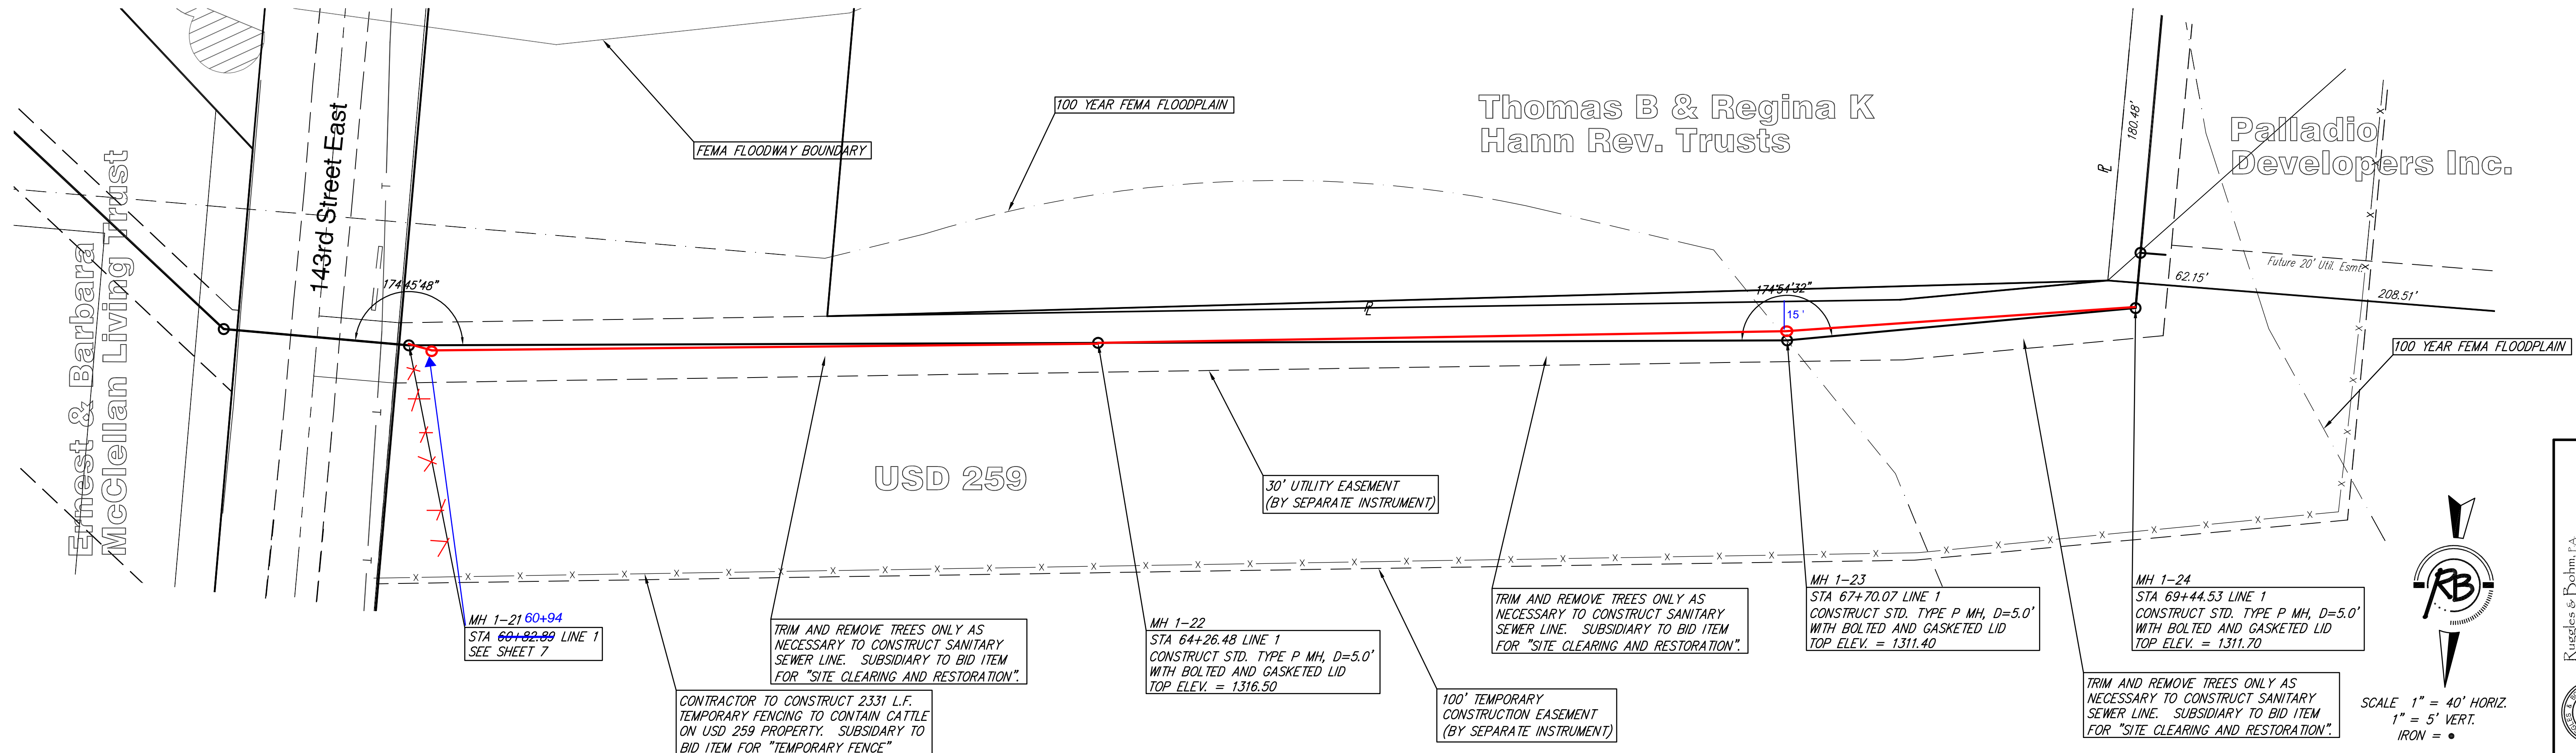 Ernest & Barbara
McClellan Living Trust
143rd Street East
FEMA FLOODWAY BOUNDARY
100 YEAR FEMA FLOODPLAIN
Thomas B & Regina K
Hann Rev. Trusts
Palladio
Developers Inc.
180.48'
Future 20' Util. Esmt.
62.15'
208.51'
174°45'48"
174°54'32"
15 '
100 YEAR FEMA FLOODPLAIN
USD 259
30' UTILITY EASEMENT
(BY SEPARATE INSTRUMENT)
MH 1-21 60+94
STA 60+82.89 LINE 1
SEE SHEET 7
TRIM AND REMOVE TREES ONLY AS
NECESSARY TO CONSTRUCT SANITARY
SEWER LINE. SUBSIDIARY TO BID ITEM
FOR "SITE CLEARING AND RESTORATION".
CONTRACTOR TO CONSTRUCT 2331 L.F.
TEMPORARY FENCING TO CONTAIN CATTLE
ON USD 259 PROPERTY. SUBSIDARY TO
BID ITEM FOR "TEMPORARY FENCE"
MH 1-22
STA 64+26.48 LINE 1
CONSTRUCT STD. TYPE P MH, D=5.0'
WITH BOLTED AND GASKETED LID
TOP ELEV. = 1316.50
100' TEMPORARY
CONSTRUCTION EASEMENT
(BY SEPARATE INSTRUMENT)
TRIM AND REMOVE TREES ONLY AS
NECESSARY TO CONSTRUCT SANITARY
SEWER LINE. SUBSIDIARY TO BID ITEM
FOR "SITE CLEARING AND RESTORATION".
MH 1-23
STA 67+70.07 LINE 1
CONSTRUCT STD. TYPE P MH, D=5.0'
WITH BOLTED AND GASKETED LID
TOP ELEV. = 1311.40
MH 1-24
STA 69+44.53 LINE 1
CONSTRUCT STD. TYPE P MH, D=5.0'
WITH BOLTED AND GASKETED LID
TOP ELEV. = 1311.70
TRIM AND REMOVE TREES ONLY AS
NECESSARY TO CONSTRUCT SANITARY
SEWER LINE. SUBSIDIARY TO BID ITEM
FOR "SITE CLEARING AND RESTORATION".
RB
SCALE 1" = 40' HORIZ.
1" = 5' VERT.
IRON = ●
Ruggles & Bohm, P.A.